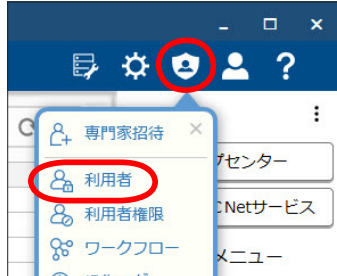 ?
専門家招待 ×
プセンター
利用者
利用者権限
Netサービス
ワークフロー
メニュー